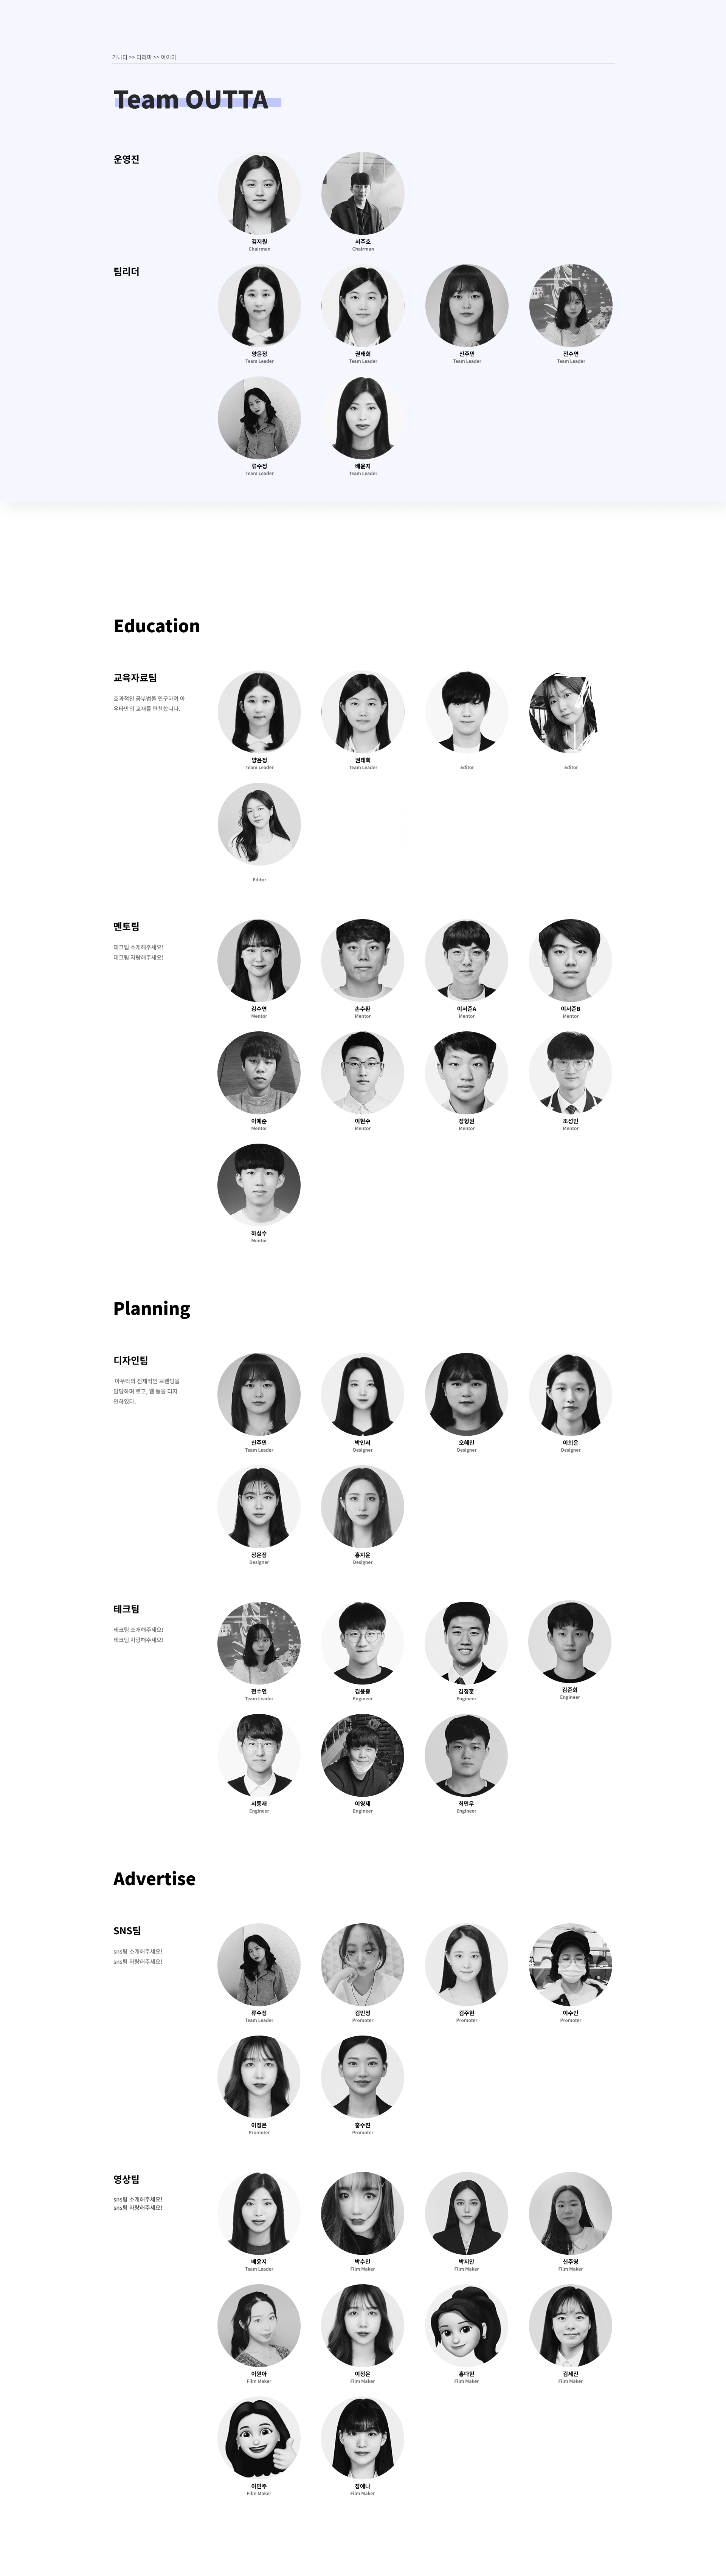 가나다 >> 다라마 >> 아아아
Team OUTTA
운영진
김지원
Chairman
서주호
Chairman
팀리더
양윤정
Team Leader
권태희
Team Leader
신주민
Team Leader
전수연
Team Leader
류수정
Team Leader
배윤지
Team Leader
Education
교육자료팀
효과적인 공부법을 연구하며 아
우타만의 교재를 편찬합니다.
양윤정
Team Leader
권태희
Team Leader
Editor
Editor
Editor
멘토팀
테크팀 소개해주세요!
테크팀 자랑해주세요!
김수연
Mentor
손수환
Mentor
이서준A
Mentor
이서준B
Mentor
이예준
Mentor
이현수
Mentor
장형원
Mentor
조성민
Mentor
하성수
Mentor
Planning
디자인팀
아우타의 전체적인 브랜딩을
담당하며 로고, 웹 등을 디자
인하였다.
신주민
Team Leader
박민서
Designer
오혜민
Designer
이희은
Designer
장은정
Designer
홍지윤
Designer
테크팀
테크팀 소개해주세요!
테크팀 자랑해주세요!
전수연
Team Leader
김윤종
Engineer
김정훈
Engineer
김준희
Engineer
서동재
Engineer
이영제
Engineer
최민우
Engineer
Advertise
SNS팀
sns팀 소개해주세요!
sns팀 자랑해주세요!
류수정
Team Leader
김민정
Promoter
김주현
Promoter
이수민
Promoter
이정은
Promoter
홍수진
Promoter
영상팀
sns팀 소개해주세요!
sns팀 자랑해주세요!
배윤지
Team Leader
박수민
Film Maker
박지안
Film Maker
신주영
Film Maker
이원아
Film Maker
이정은
Film Maker
홍다현
Film Maker
김세진
Film Maker
이민주
Film Maker
장예나
Film Maker